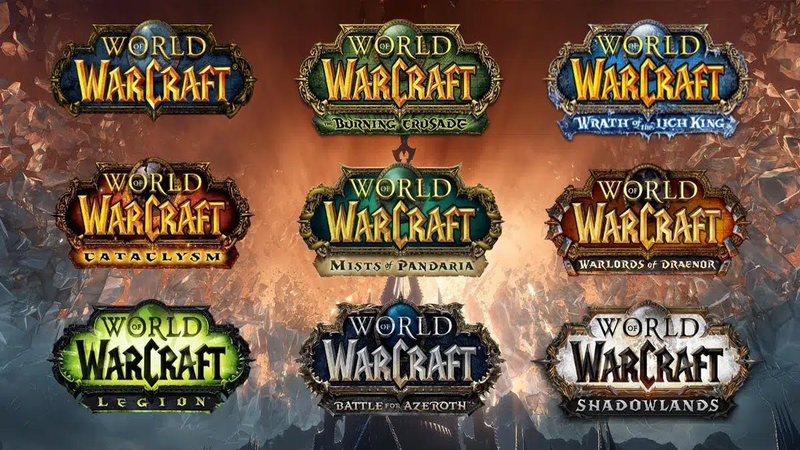 WORLD OF WARCRAFT
WORLD OF WARCRAFT
THE BURNING CRUSADE
WORLD OF WARCRAFT
WRATH of the LICH KING
WORLD OF WARCRAFT
CATACLYSM
WORLD OF WARCRAFT
MISTS of PANDARIA
WORLD OF WARCRAFT
WARLORDS of DRAENOR
WORLD OF WARCRAFT
LEGION
WORLD OF WARCRAFT
BATTLE FOR AZEROTH
WORLD OF WARCRAFT
SHADOWLANDS